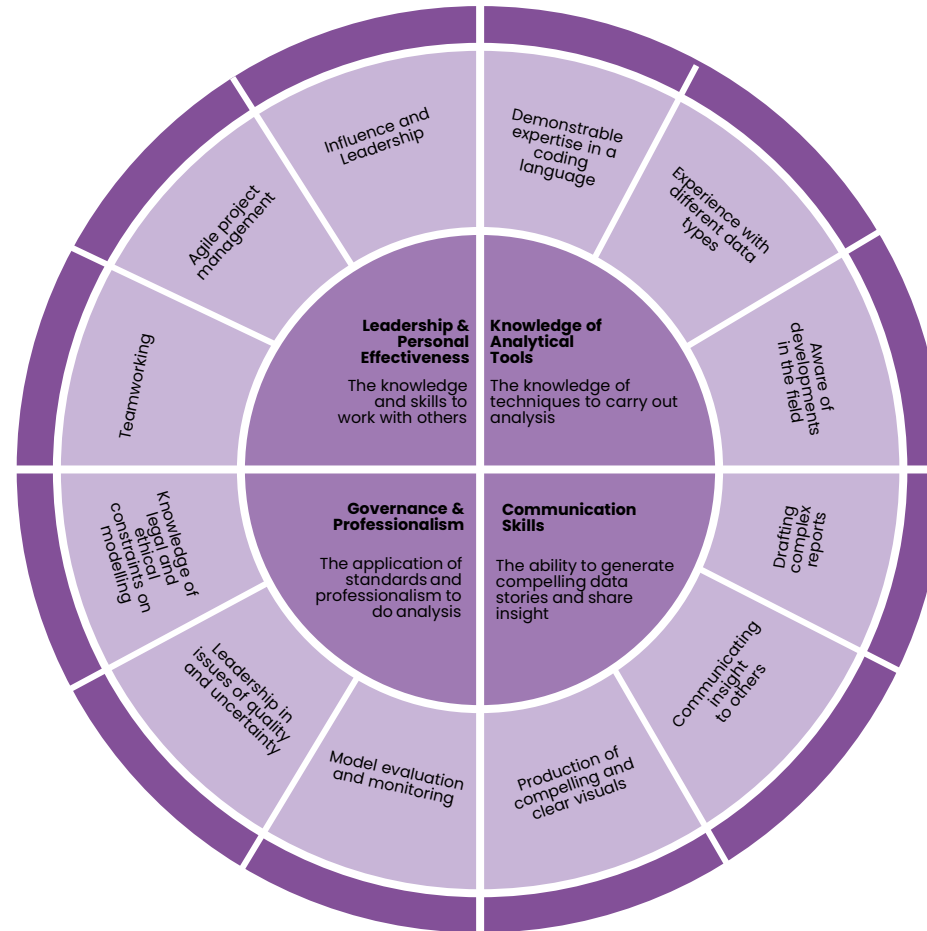 Influence and
Leadership
Demonstrable
expertise in a
coding
language
Agile project
management
Experience with
different data
types
Teamworking
Aware of
developments
in the field
Leadership &
Personal
Effectiveness
The knowledge
and skills to
work with others
Knowledge of
Analytical
Tools
The knowledge of
techniques to carry out
analysis
Governance &
Professionalism
The application of
standards and
professionalism to
do analysis
Communication
Skills
The ability to generate
compelling data
stories and share
insight
Knowledge of
legal and
ethical
constraints on
modelling
Drafting
complex
reports
Leadership in
issues of quality
and uncertainty
Communicating
insight
to others
Model evaluation
and monitoring
Production of
compelling and
clear visuals